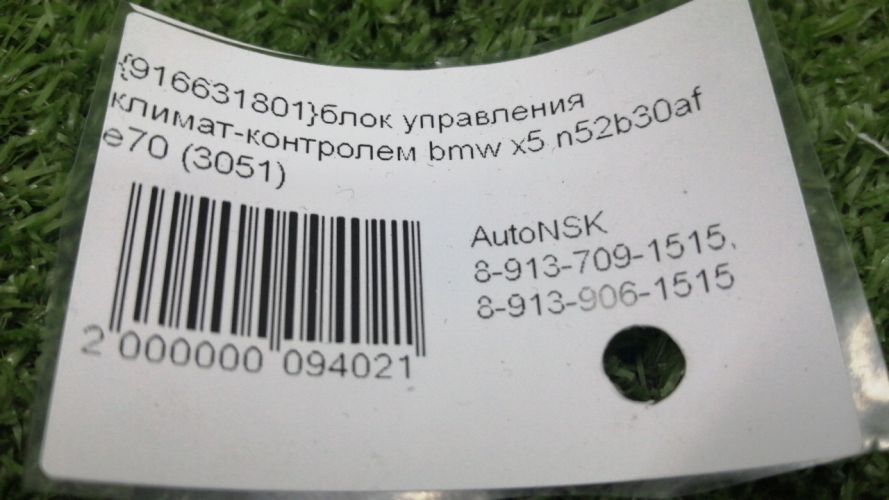 {916631801}блок управления
климат-контролем bmw x5 n52b30af
e70 (3051)
AutoNSK
8-913-709-1515,
8-913-906-1515
2 000000 094021